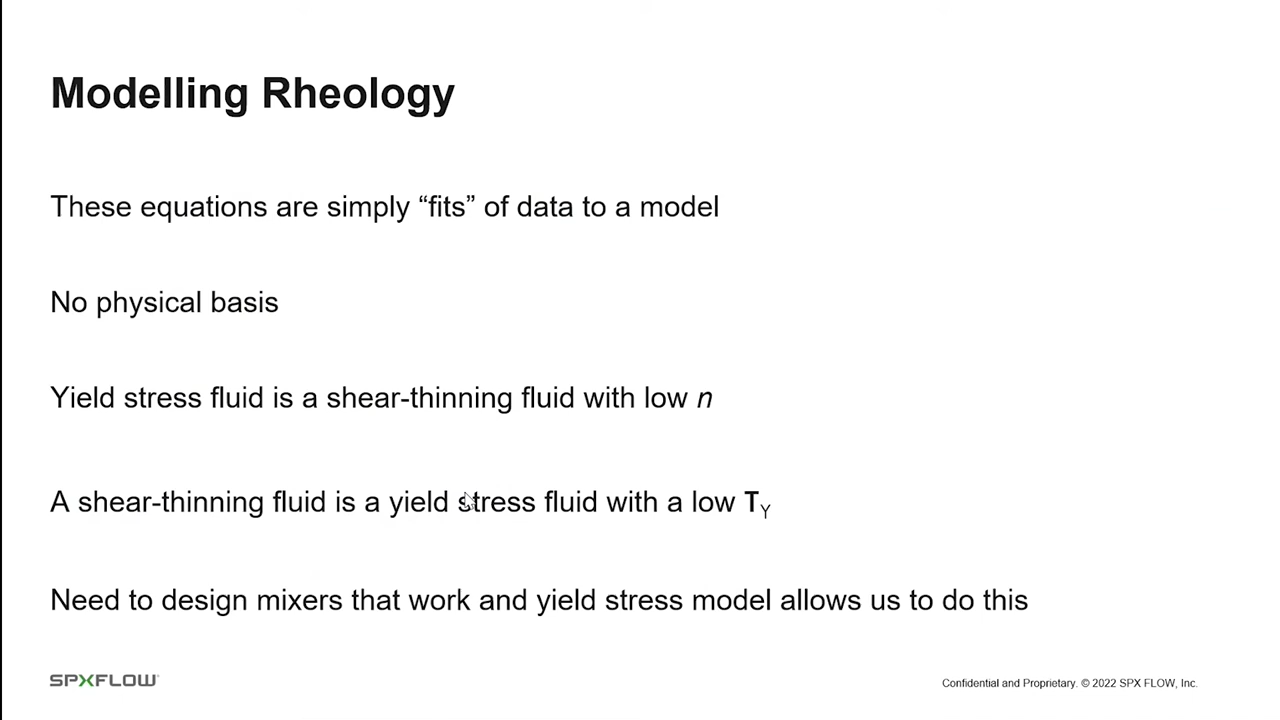 Modelling Rheology
These equations are simply “fits” of data to a model
No physical basis
Yield stress fluid is a shear-thinning fluid with low n
A shear-thinning fluid is a yield stress fluid with a low τY
Need to design mixers that work and yield stress model allows us to do this
SPXFLOW
Confidential and Proprietary. © 2022 SPX FLOW, Inc.